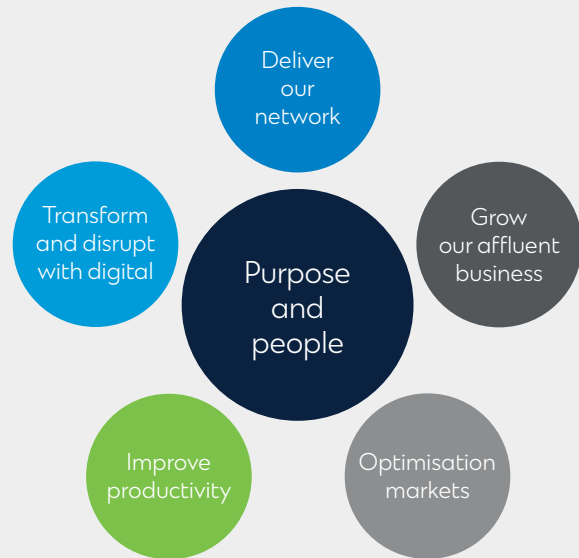 Deliver
our
network
Transform
and disrupt
with digital
Grow
our affluent
business
Purpose
and
people
Improve
productivity
Optimisation
markets